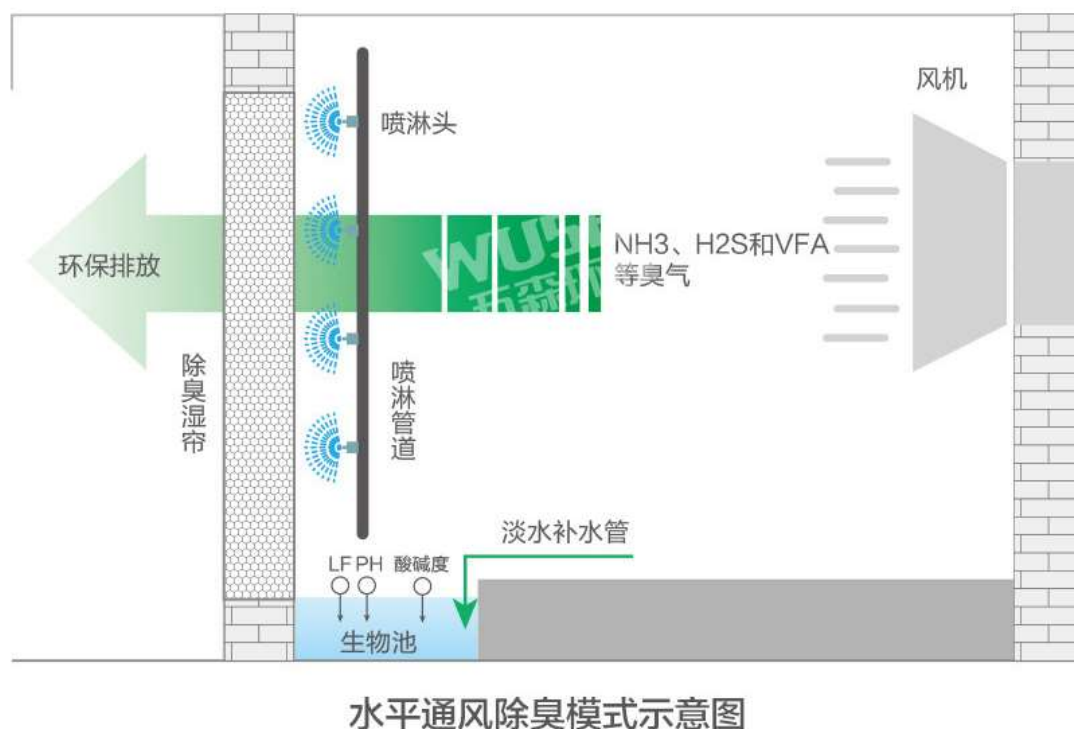 风机
喷淋头
WUS
NH3、H2S和VFA
等臭气
环保排放
除臭湿帘
喷淋管道
淡水补水管
LF PH 酸碱度
生物池
水平通风除臭模式示意图